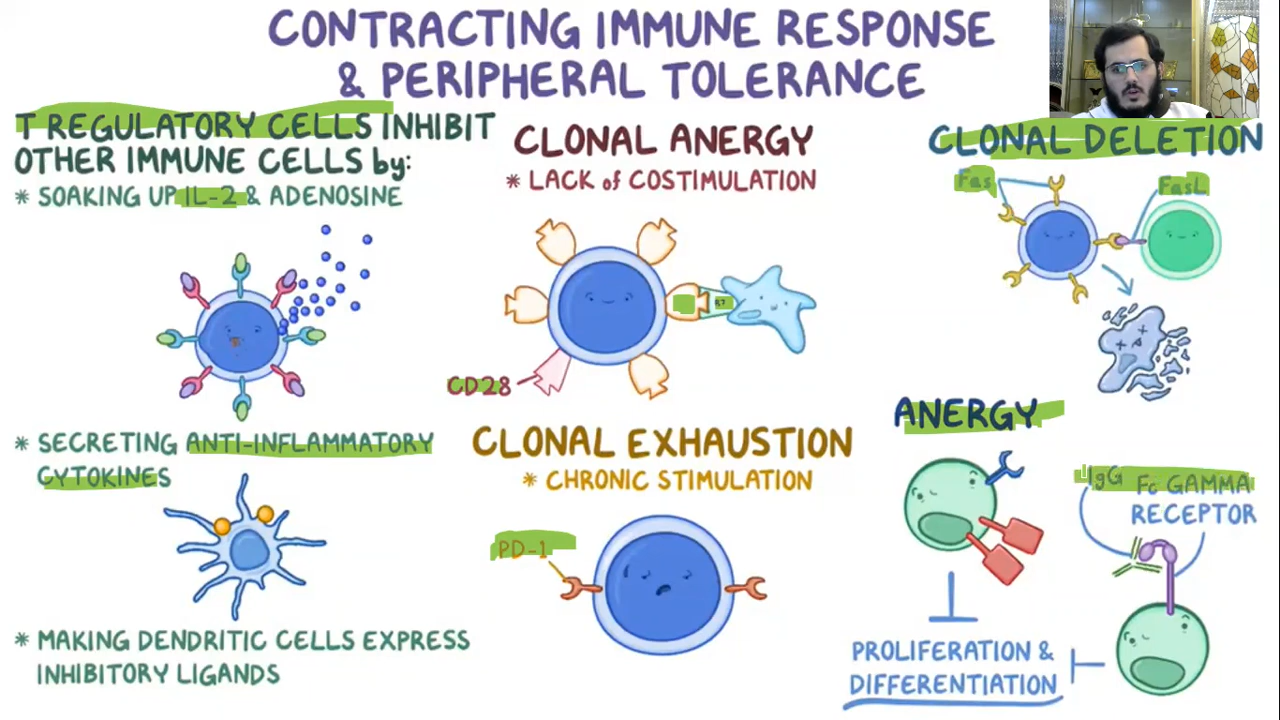 CONTRACTING IMMUNE RESPONSE
& PERIPHERAL TOLERANCE
T REGULATORY CELLS INHIBIT
OTHER IMMUNE CELLS by:
* SOAKING UP IL-2 & ADENOSINE
* SECRETING ANTI-INFLAMMATORY
CYTOKINES
* MAKING DENDRITIC CELLS EXPRESS
INHIBITORY LIGANDS
CLONAL ANERGY
* LACK of COSTIMULATION
CD28
CLONAL EXHAUSTION
* CHRONIC STIMULATION
PD-1
CLONAL DELETION
Fas
FasL
ANERGY
IgG
Fc GAMMA
RECEPTOR
PROLIFERATION &
DIFFERENTIATION